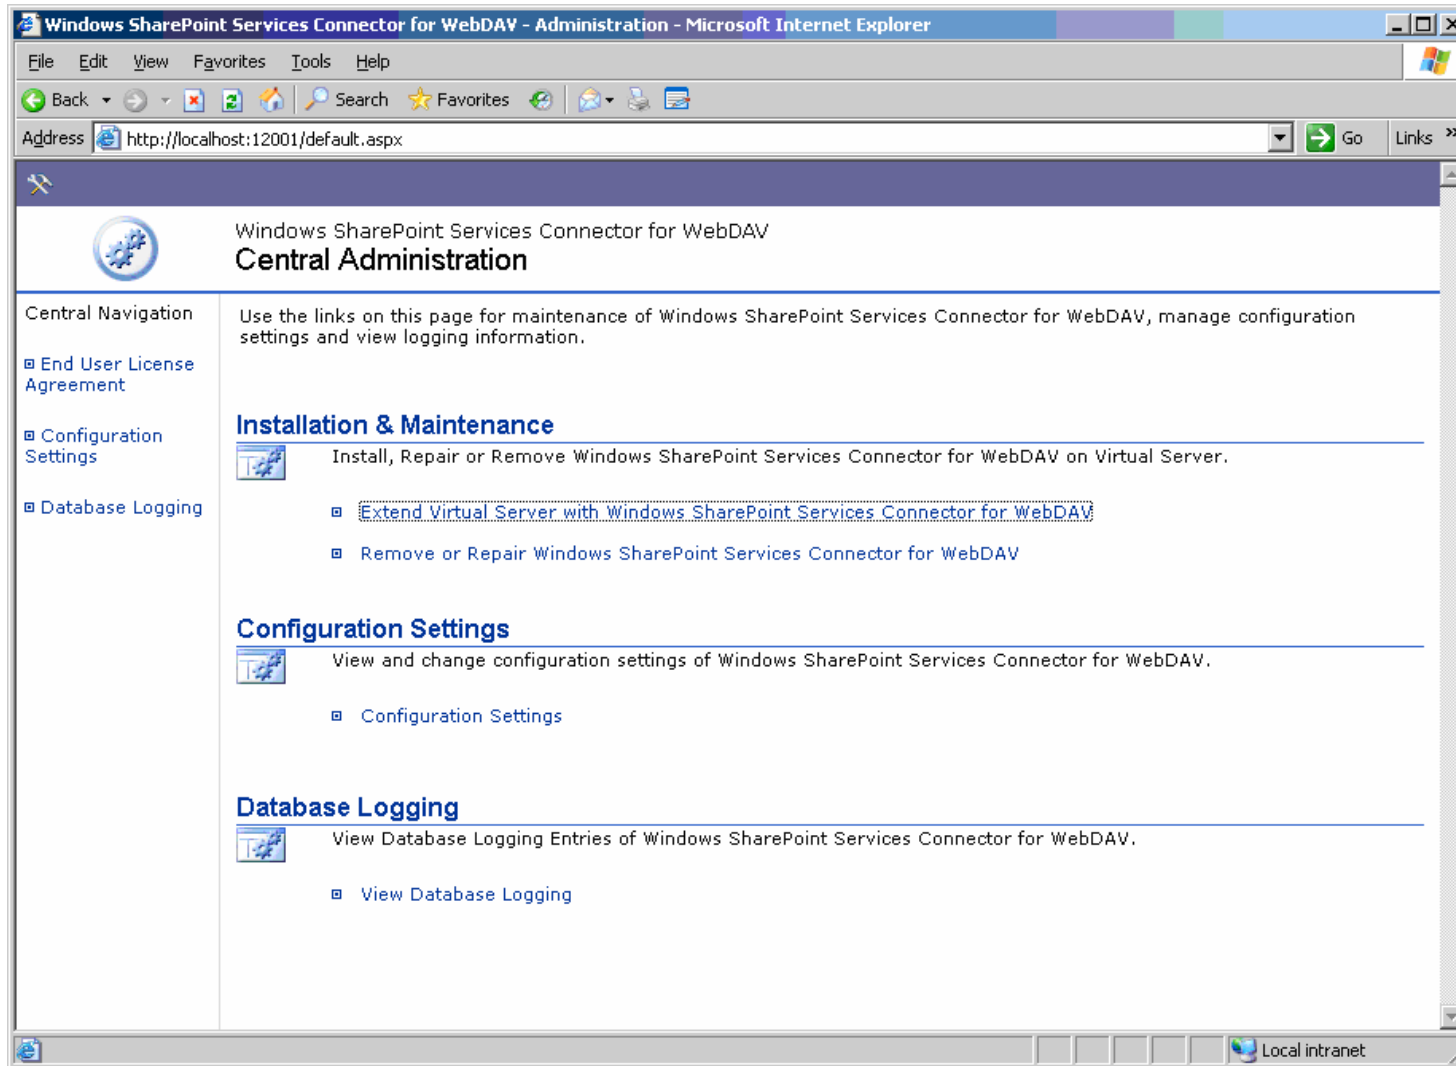 Windows SharePoint Services Connector for WebDAV - Administration - Microsoft Internet Explorer
File Edit View Favorites Tools Help
Back Search Favorites
Address http://localhost:12001/default.aspx Go Links »
Windows SharePoint Services Connector for WebDAV
Central Administration
Central Navigation
End User License
Agreement
Configuration
Settings
Database Logging
Use the links on this page for maintenance of Windows SharePoint Services Connector for WebDAV, manage configuration
settings and view logging information.
Installation & Maintenance
Install, Repair or Remove Windows SharePoint Services Connector for WebDAV on Virtual Server.
Extend Virtual Server with Windows SharePoint Services Connector for WebDAV
Remove or Repair Windows SharePoint Services Connector for WebDAV
Configuration Settings
View and change configuration settings of Windows SharePoint Services Connector for WebDAV.
Configuration Settings
Database Logging
View Database Logging Entries of Windows SharePoint Services Connector for WebDAV.
View Database Logging
Local intranet